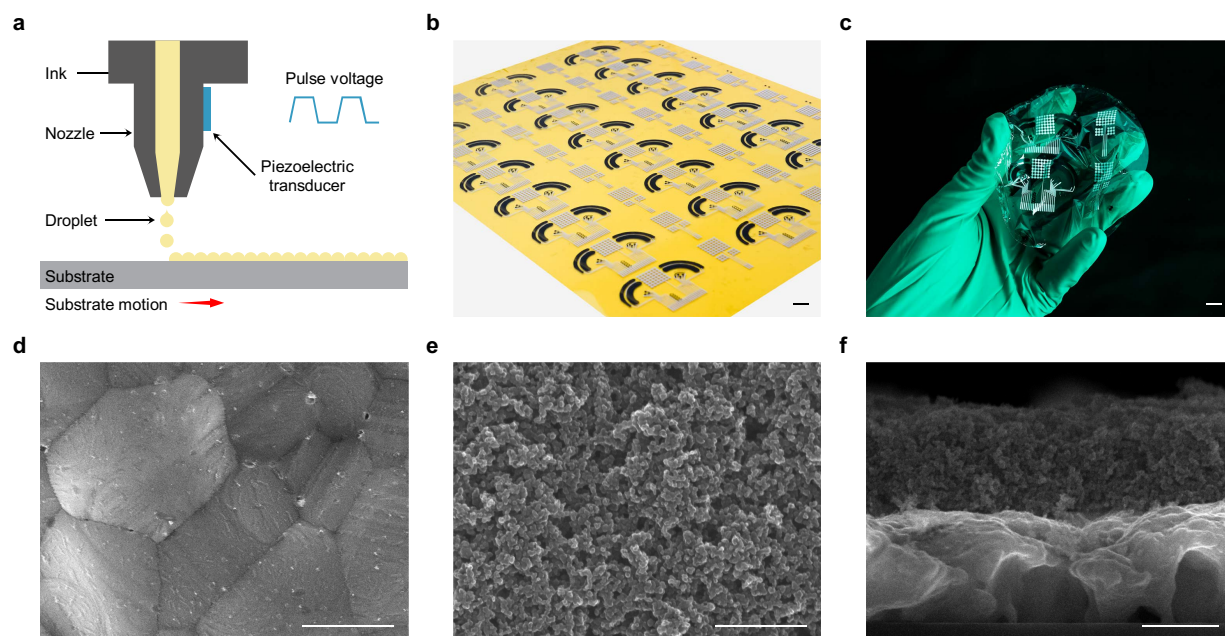 a
b
c
Ink
Pulse voltage
Nozzle
Piezoelectric
transducer
Droplet
Substrate
Substrate motion
d
e
f